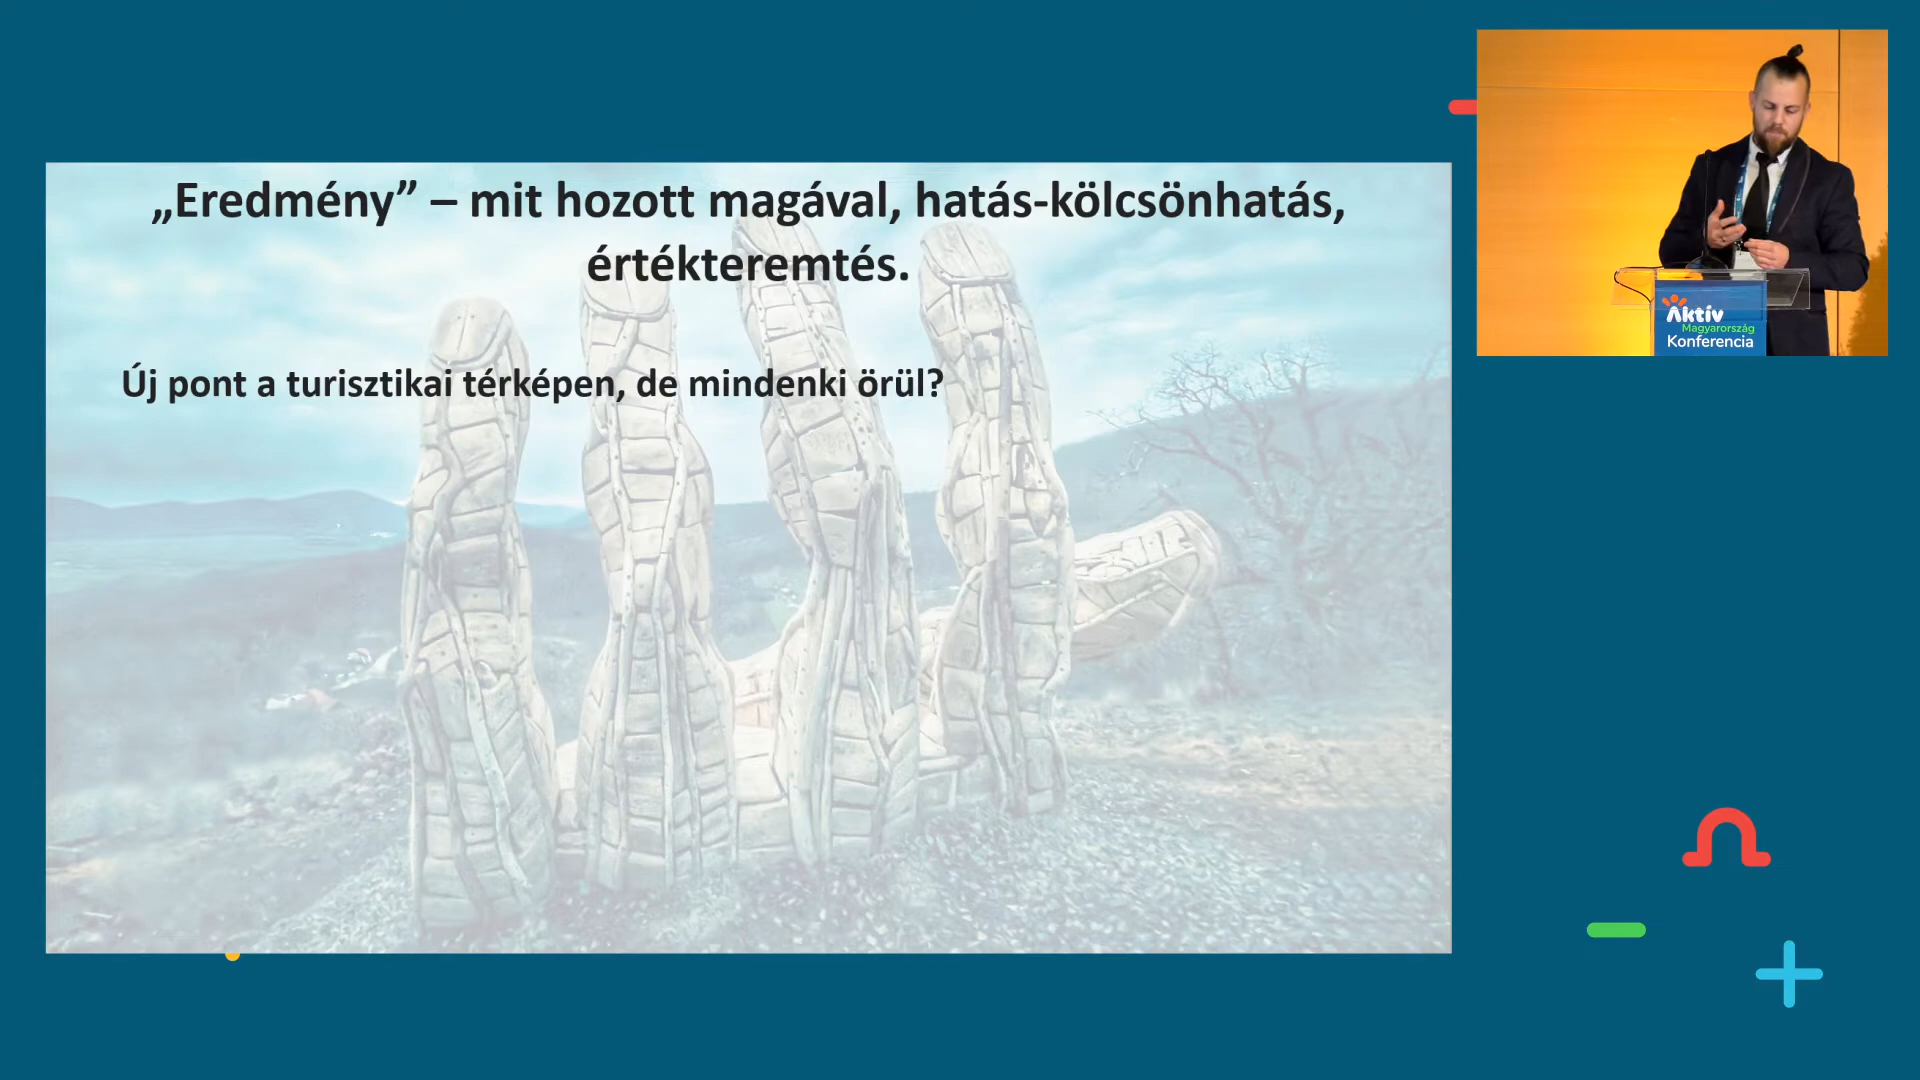 „Eredmény” – mit hozott magával, hatás-kölcsönhatás,
értékteremtés.
Új pont a turisztikai térképen, de mindenki örül?
Aktív
Magyarország
Konferencia